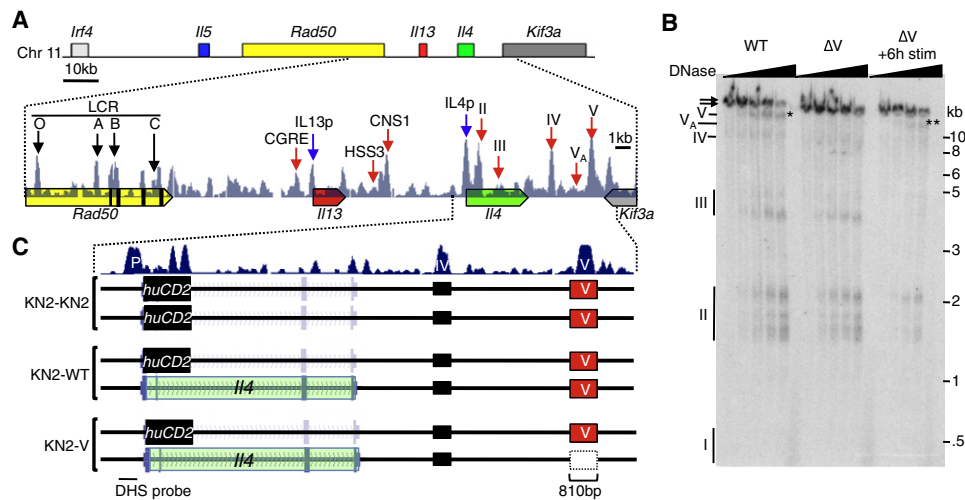 A
Chr 11
Irf4
Il5
Rad50
Il13
Il4
Kif3a
10kb
LCR
O
A
B
C
CGRE
IL13p
HSS3
CNS1
IL4p
II
III
IV
VA
V
1kb
Rad50
Il13
Il4
Kif3a
C
P
IV
V
KN2-KN2
huCD2
V
huCD2
V
KN2-WT
huCD2
V
Il4
V
KN2-V
huCD2
V
Il4
DHS probe
810bp
B
WT
ΔV
ΔV
+6h stim
DNase
V
VA
IV
III
II
I
*
**
kb
10
8
6
5
3
2
1
.5